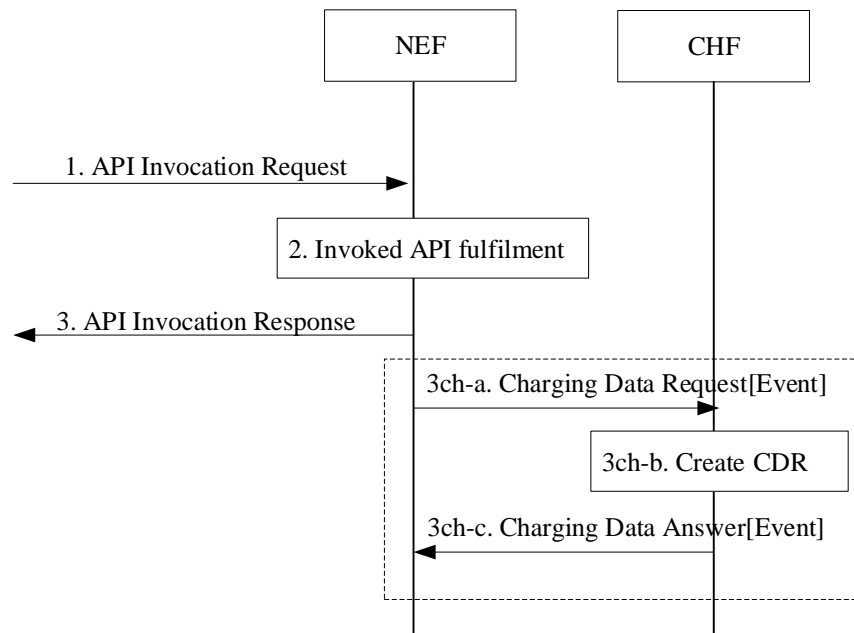 NEF
CHF
1. API Invocation Request
2. Invoked API fulfilment
3. API Invocation Response
3ch-a. Charging Data Request[Event]
3ch-b. Create CDR
3ch-c. Charging Data Answer[Event]